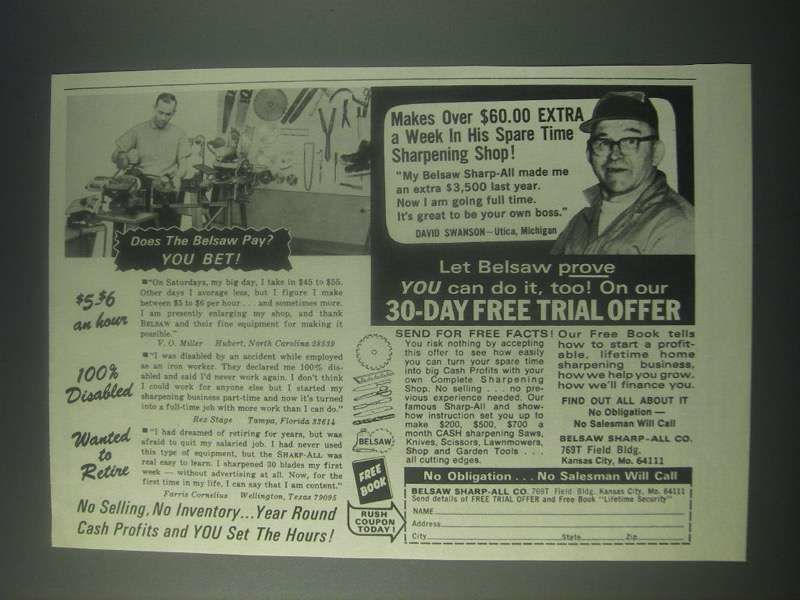 Does The Belsaw Pay?
YOU BET!
$5 $6
an hour
■"On Saturdays, my big day, I take in $45 to $55.
Other days I average less, but I figure I make
between $5 to $6 per hour . . . and sometimes more.
I am presently enlarging my shop, and thank
BELSAW and their fine equipment for making it
possible."
V. O. Miller Hubert, North Carolina 28539
100%
Disabled
■"I was disabled by an accident while employed
as an iron worker. They declared me 100% dis-
abled and said I'd never work again. I don't think
I could work for anyone else but I started my
sharpening business part-time and now it's turned
into a full-time job with more work than I can do."
Rex Stage Tampa, Florida 33614
Wanted
to
Retire
■"I had dreamed of retiring for years, but was
afraid to quit my salaried job. I had never used
this type of equipment, but the SHARP-ALL was
real easy to learn. I sharpened 30 blades my first
week — without advertising at all. Now, for the
first time in my life, I can say that I am content."
Farris Cornelius Wellington, Texas 79095
No Selling, No Inventory...Year Round
Cash Profits and YOU Set The Hours!
Makes Over $60.00 EXTRA
a Week In His Spare Time
Sharpening Shop!
"My Belsaw Sharp-All made me
an extra $3,500 last year.
Now I am going full time.
It's great to be your own boss."
DAVID SWANSON—Utica, Michigan
Let Belsaw prove
YOU can do it, too! On our
30-DAY FREE TRIAL OFFER
SEND FOR FREE FACTS!
You risk nothing by accepting
this offer to see how easily
you can turn your spare time
into big Cash Profits with your
own Complete Sharpening
Shop. No selling . . . no pre-
vious experience needed. Our
famous Sharp-All and show-
how instruction set you up to
make $200, $500, $700 a
month CASH sharpening Saws,
Knives, Scissors, Lawnmowers,
Shop and Garden Tools . . .
all cutting edges.
Our Free Book tells
how to start a profit-
able, lifetime home
sharpening business,
how we help you grow,
how we'll finance you.
FIND OUT ALL ABOUT IT
No Obligation—
No Salesman Will Call
BELSAW SHARP-ALL CO.
769T Field Bldg.
Kansas City, Mo. 64111
BELSAW
FREE
BOOK
RUSH
COUPON
TODAY!
No Obligation . . . No Salesman Will Call
BELSAW SHARP-ALL CO. 769T Field Bldg. Kansas City, Mo. 64111
Send details of FREE TRIAL OFFER and Free Book "Lifetime Security"
NAME
Address
City State Zip